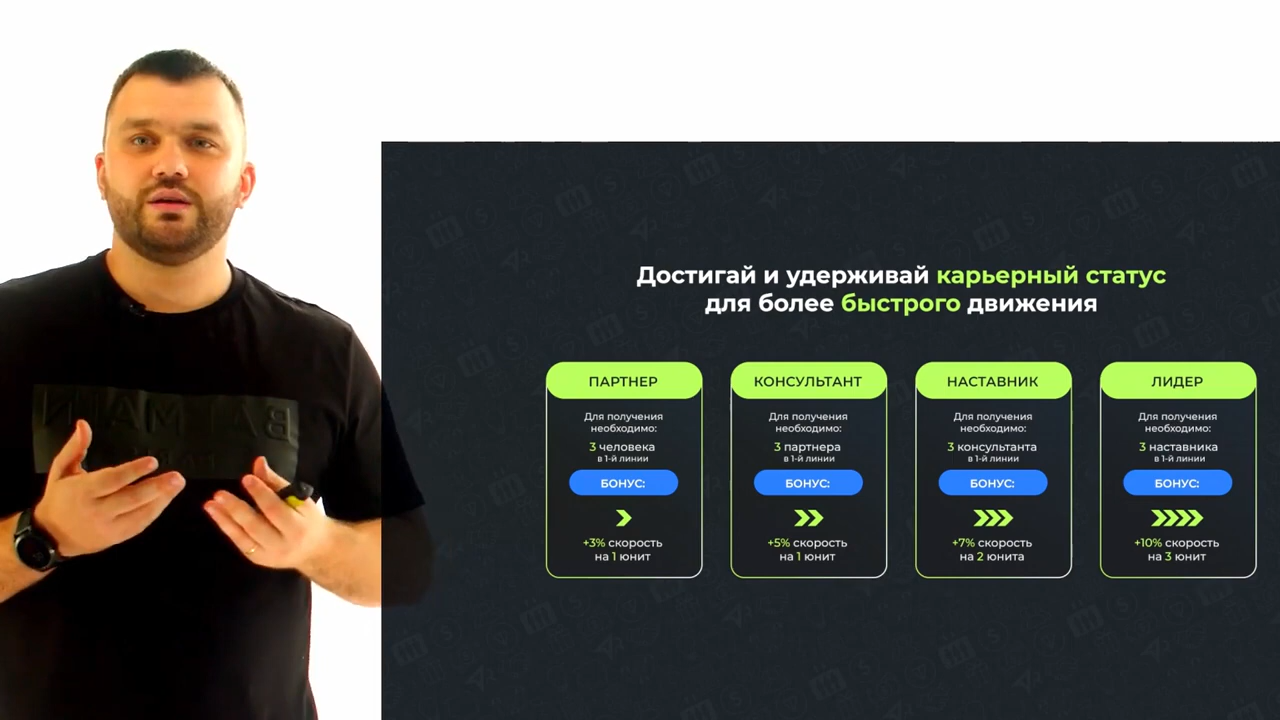 Достигай и удерживай карьерный статус
для более быстрого движения
ПАРТНЕР
Для получения
необходимо:
3 человека
в 1-й линии
БОНУС:
+3% скорость
на 1 юнит
КОНСУЛЬТАНТ
Для получения
необходимо:
3 партнера
в 1-й линии
БОНУС:
+5% скорость
на 1 юнит
НАСТАВНИК
Для получения
необходимо:
3 консультанта
в 1-й линии
БОНУС:
+7% скорость
на 2 юнита
ЛИДЕР
Для получения
необходимо:
3 наставника
в 1-й линии
БОНУС:
+10% скорость
на 3 юнит